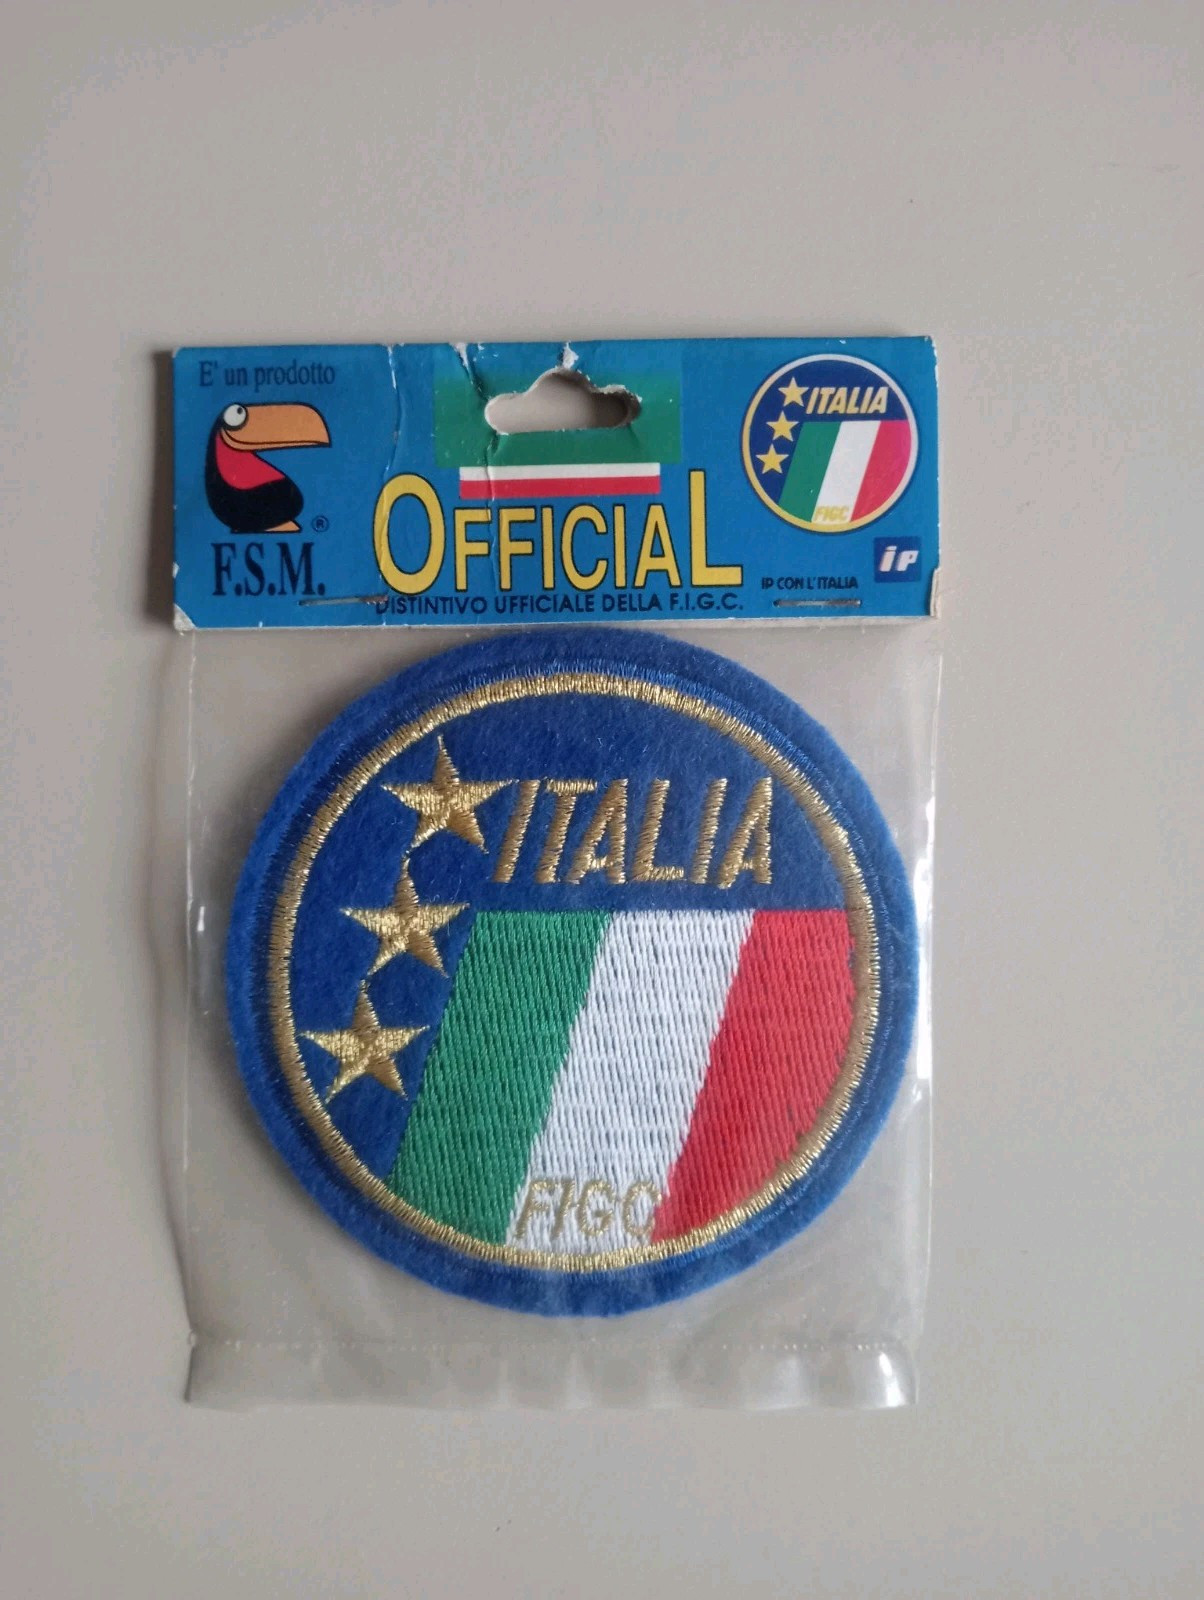 E' un prodotto
®
F.S.M.
OFFICIAL
DISTINTIVO UFFICIALE DELLA F.I.G.C.
ITALIA
FIGC
IP CON L'ITALIA
iP
ITALIA
FIGC